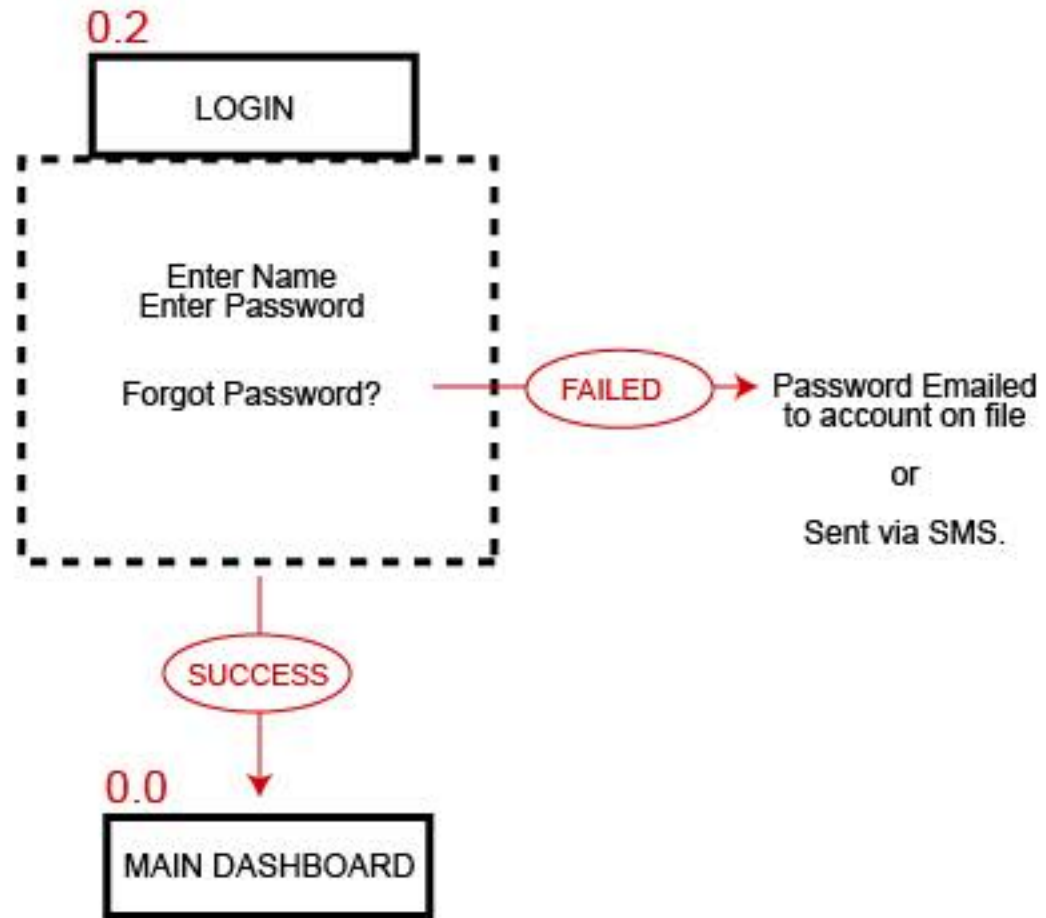 0.2
LOGIN
Enter Name
Enter Password
Forgot Password?
FAILED
Password Emailed
to account on file
or
Sent via SMS.
SUCCESS
0.0
MAIN DASHBOARD